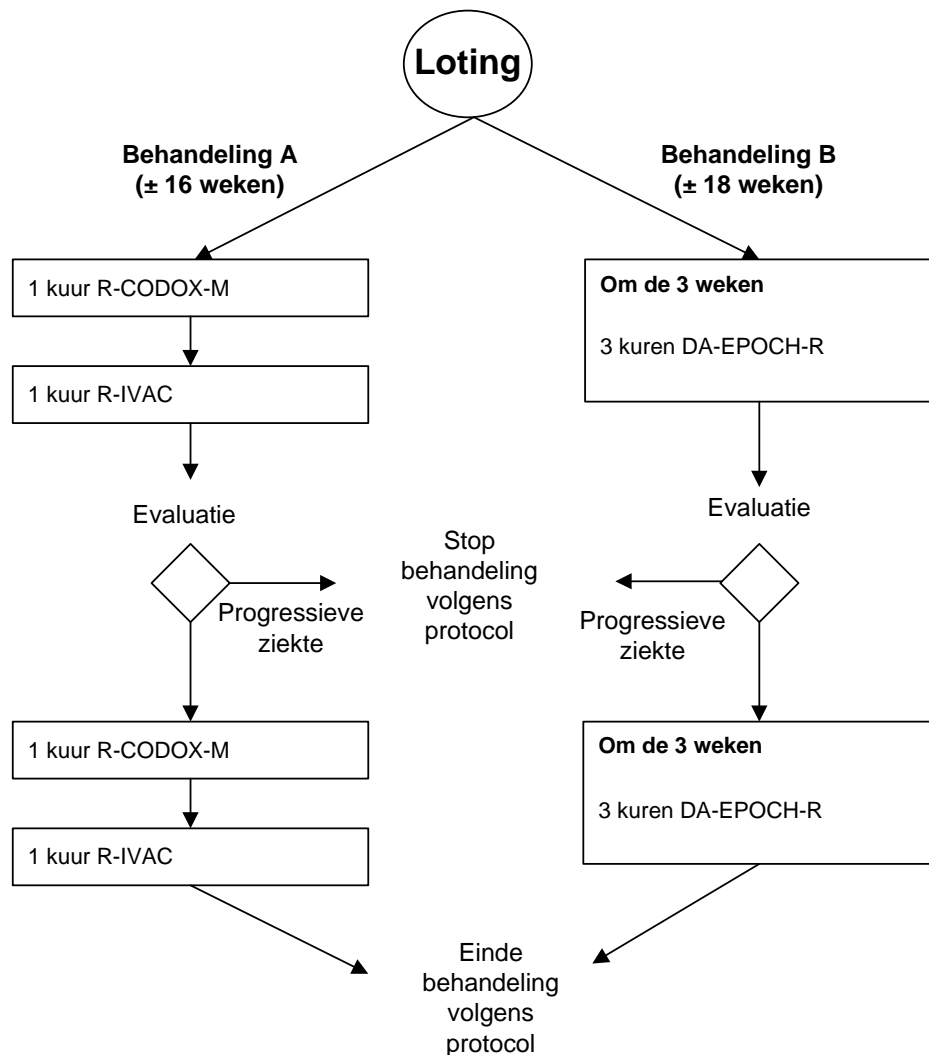 Loting
Behandeling A
(± 16 weken)
Behandeling B
(± 18 weken)
1 kuur R-CODOX-M
1 kuur R-IVAC
Evaluatie
Progressieve
ziekte
Om de 3 weken
3 kuren DA-EPOCH-R
Evaluatie
Progressieve
ziekte
Stop
behandeling
volgens
protocol
1 kuur R-CODOX-M
1 kuur R-IVAC
Om de 3 weken
3 kuren DA-EPOCH-R
Einde
behandeling
volgens
protocol